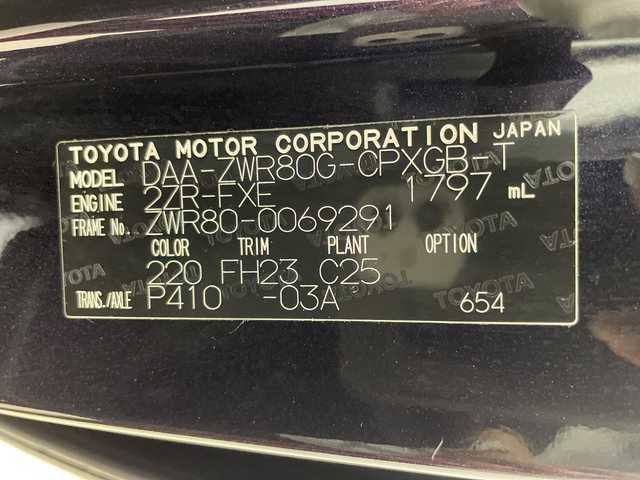 TOYOTA MOTOR CORPORATION JAPAN
MODEL DAA-ZWR80G-CPXGB-T
ENGINE 2ZR-FXE 1797 mL
FRAME No. ZWR80-0069291
COLOR TRIM PLANT OPTION
220 FH23 C25
TRANS./AXLE P410 -03A 654